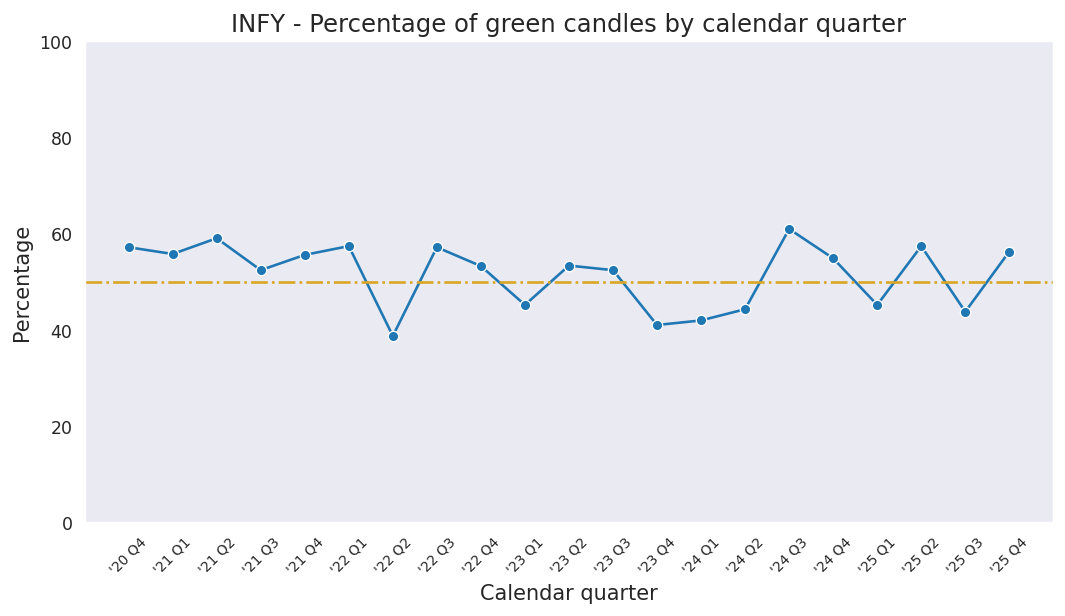 INFY - Percentage of green candles by calendar quarter
100
80
60
40
20
0
Percentage
'20 Q4
'21 Q1
'21 Q2
'21 Q3
'21 Q4
'22 Q1
'22 Q2
'22 Q3
'22 Q4
'23 Q1
'23 Q2
'23 Q3
'23 Q4
'24 Q1
'24 Q2
'24 Q3
'24 Q4
'25 Q1
'25 Q2
'25 Q3
'25 Q4
Calendar quarter